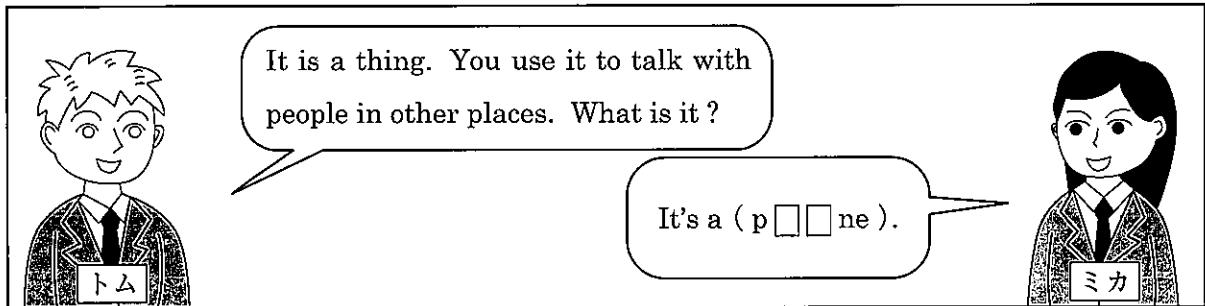 It is a thing. You use it to talk with
people in other places. What is it ?
It's a ( p□□ne ).
トム
ミカ